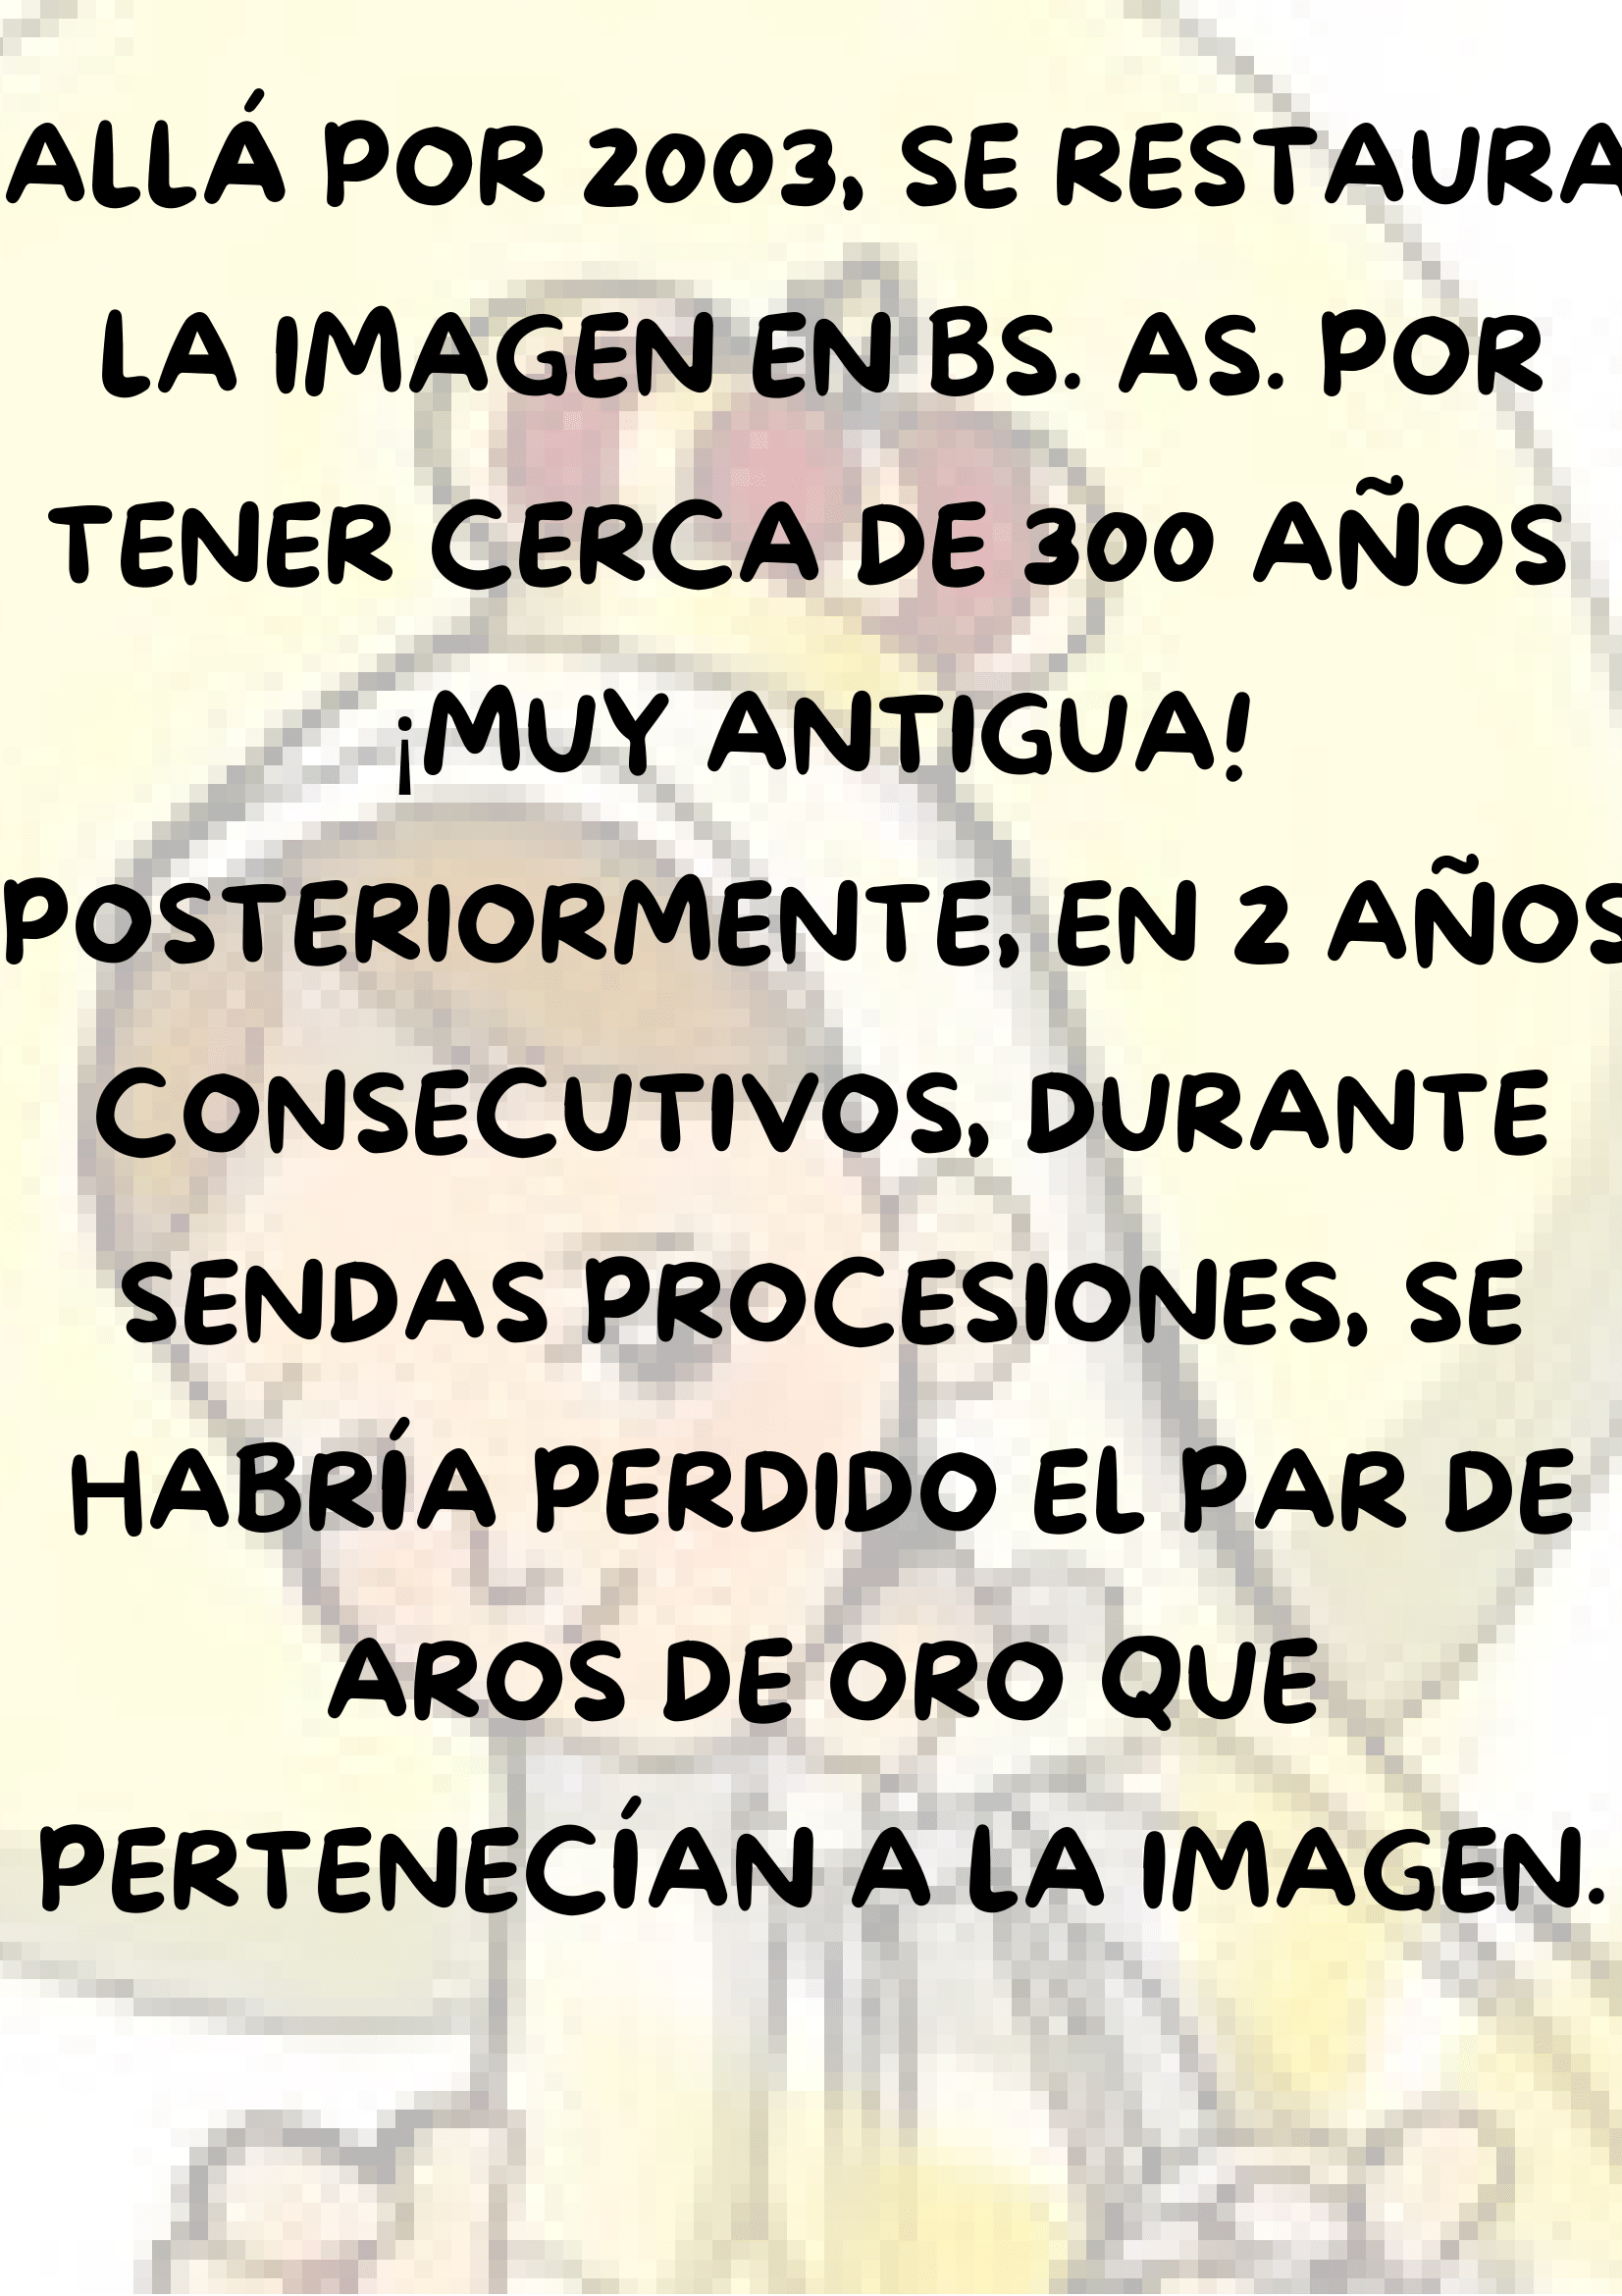 ALLÁ POR 2003, SE RESTAURA
LA IMAGEN EN BS. AS. POR
TENER CERCA DE 300 AÑOS
¡MUY ANTIGUA!
POSTERIORMENTE, EN 2 AÑOS
CONSECUTIVOS, DURANTE
SENDAS PROCESIONES, SE
HABRÍA PERDIDO EL PAR DE
AROS DE ORO QUE
PERTENECÍAN A LA IMAGEN.